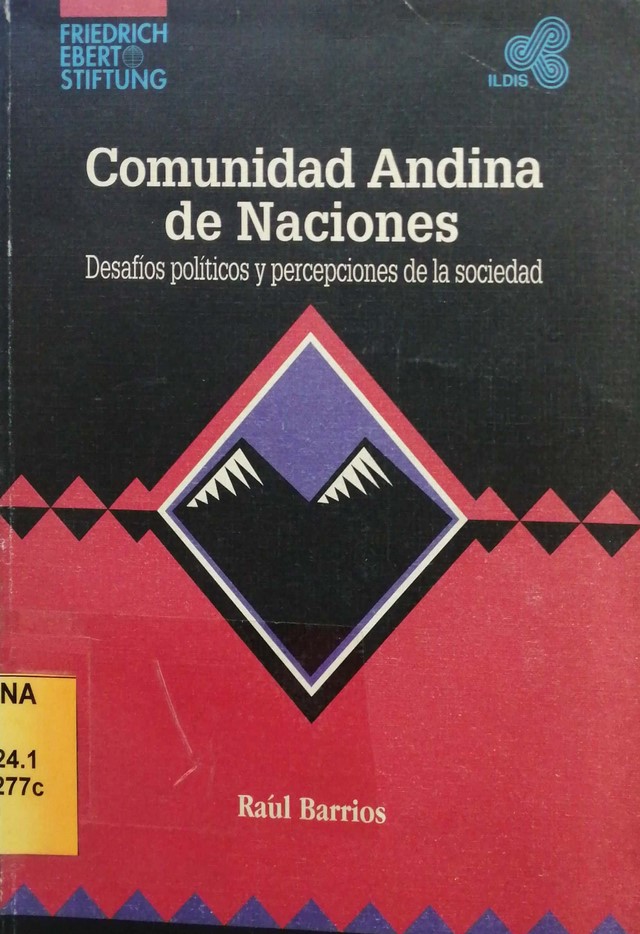 FRIEDRICH
EBERT
STIFTUNG
ILDIS
Comunidad Andina
de Naciones
Desafíos políticos y percepciones de la sociedad
NA
24.1
277c
Raúl Barrios